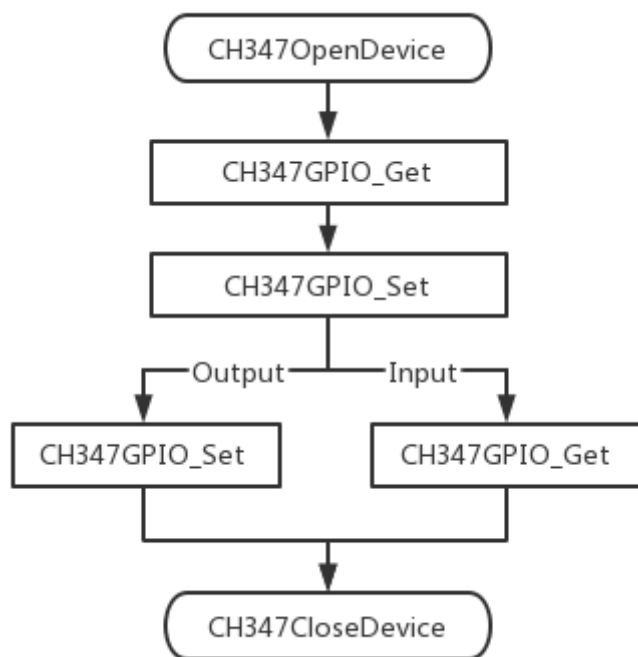 CH347OpenDevice
CH347GPIO_Get
CH347GPIO_Set
Output
Input
CH347GPIO_Set
CH347GPIO_Get
CH347CloseDevice